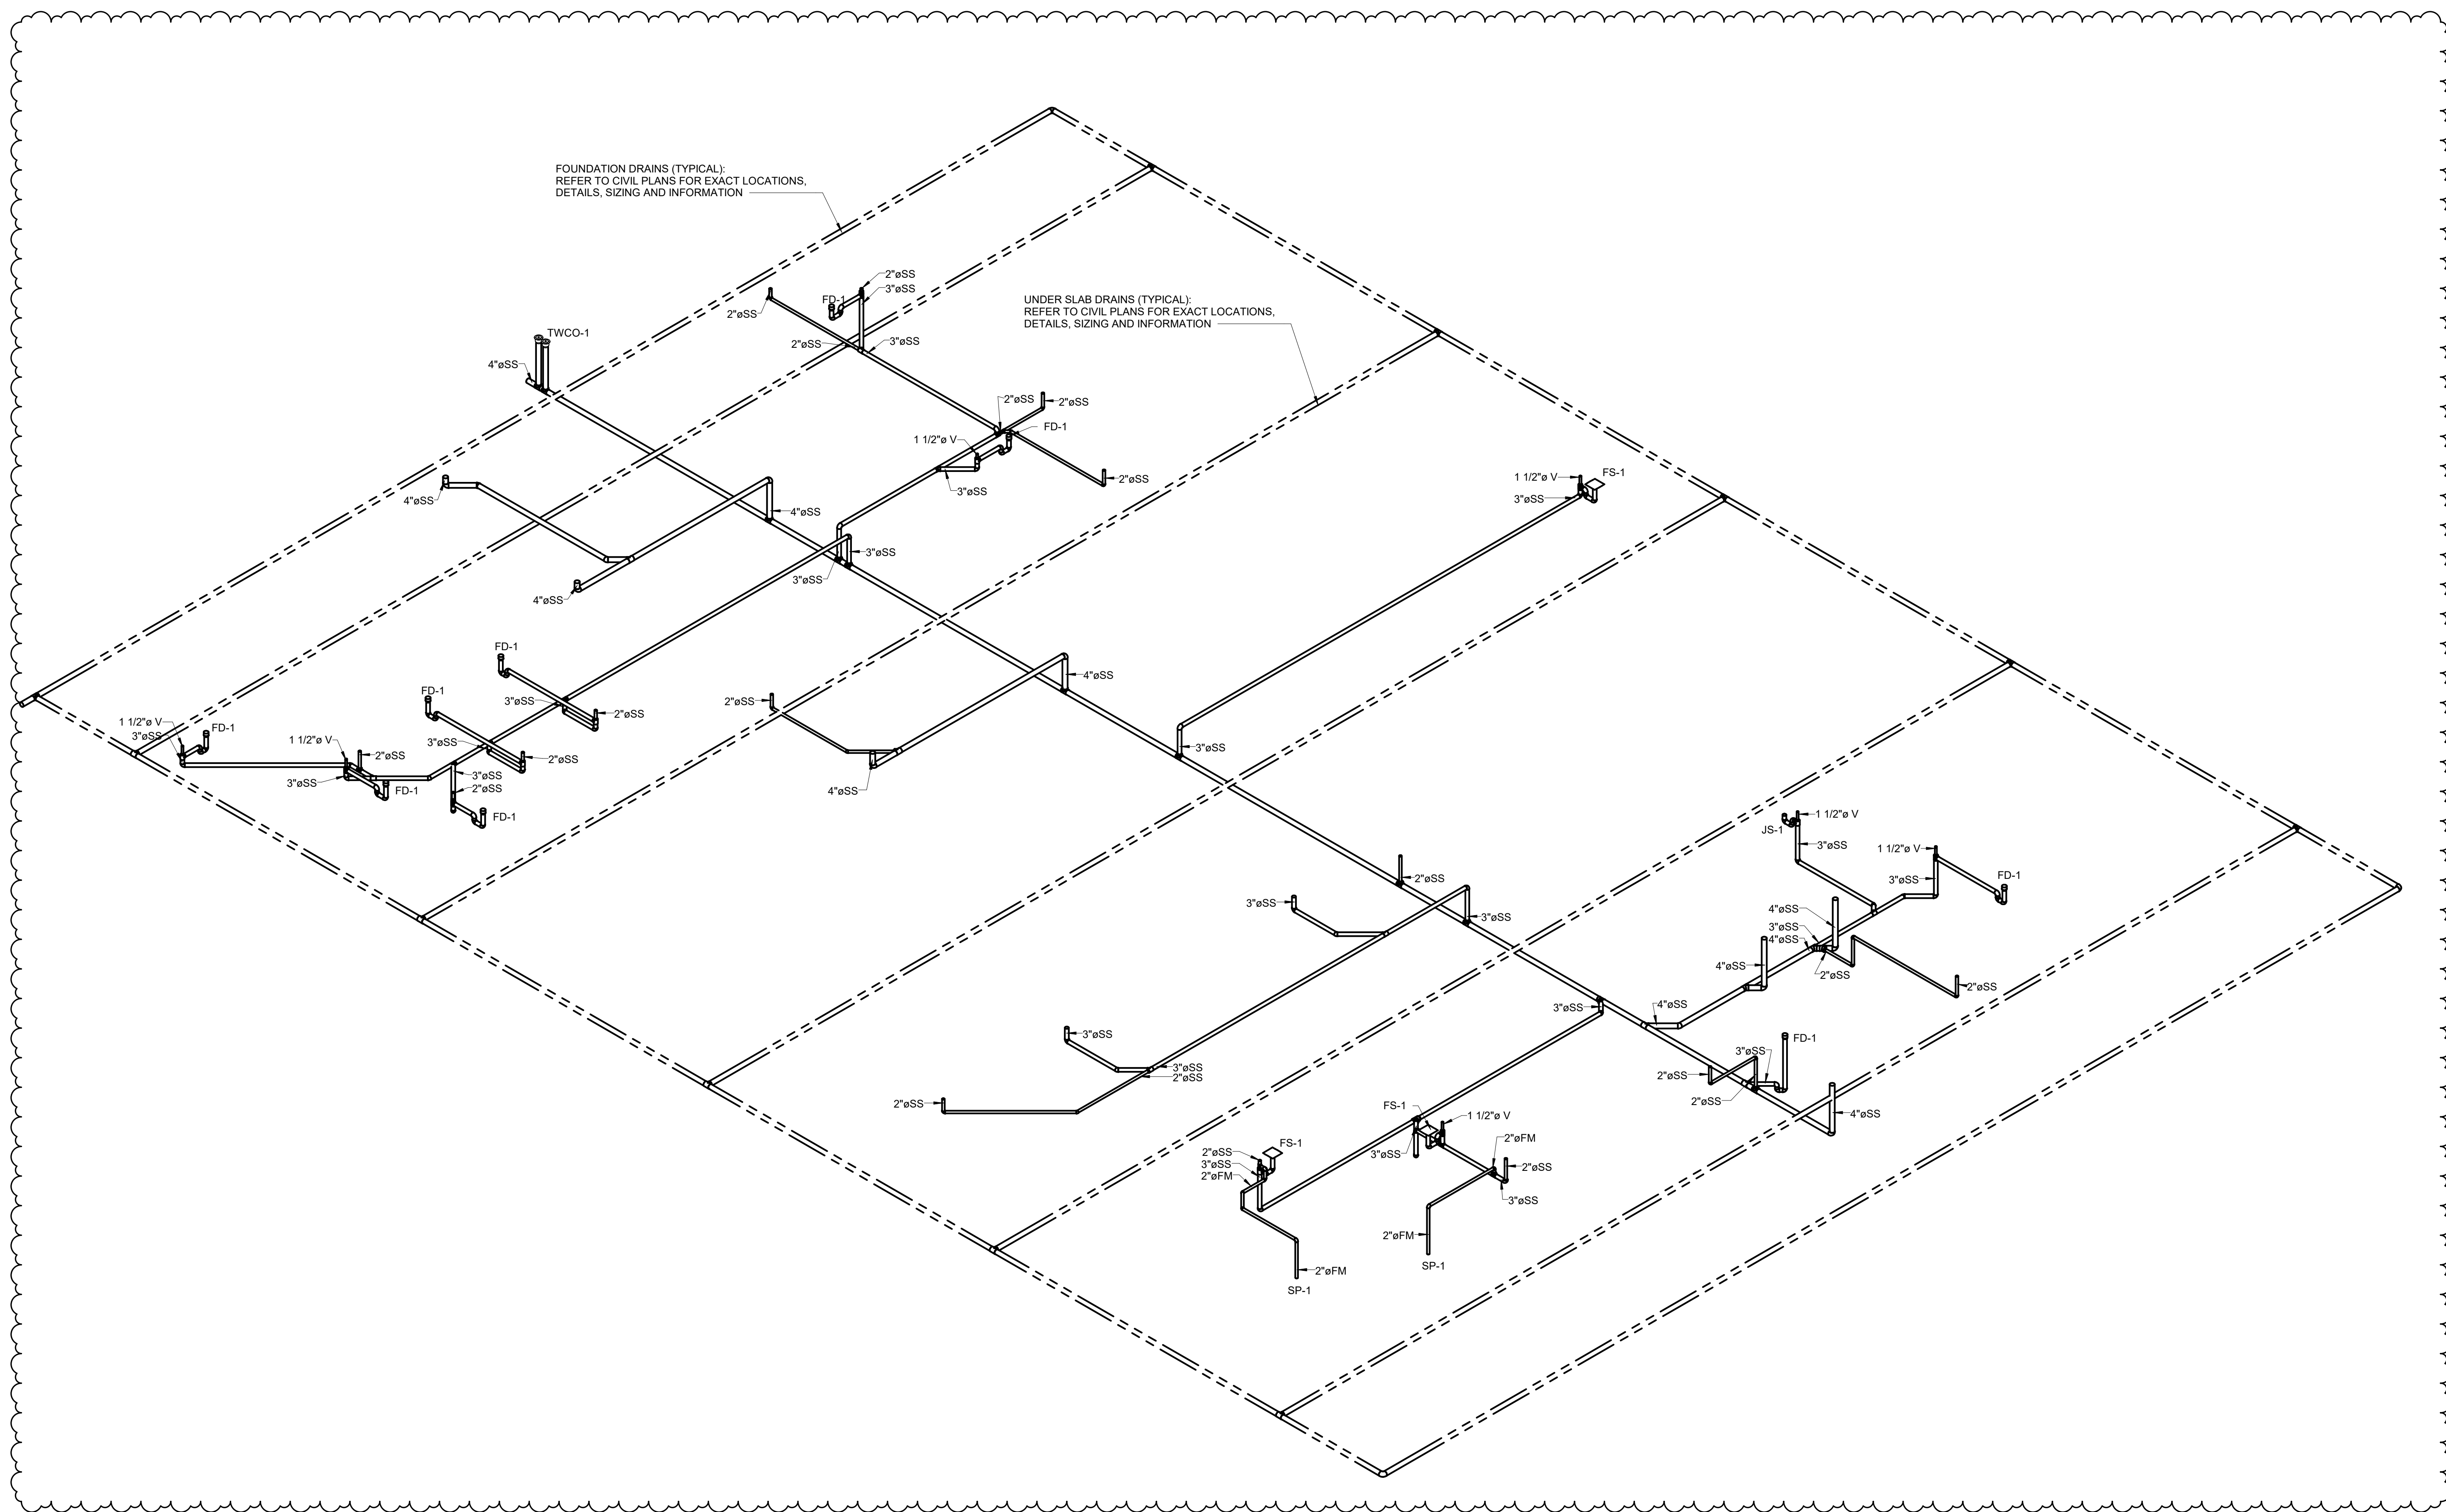 FOUNDATION DRAINS (TYPICAL):
REFER TO CIVIL PLANS FOR EXACT LOCATIONS,
DETAILS, SIZING AND INFORMATION
2"øSS
3"øSS
FD-1
2"øSS
UNDER SLAB DRAINS (TYPICAL):
REFER TO CIVIL PLANS FOR EXACT LOCATIONS,
DETAILS, SIZING AND INFORMATION
TWCO-1
2"øSS
3"øSS
4"øSS
2"øSS
2"øSS
FD-1
1 1/2"ø V
2"øSS
3"øSS
4"øSS
4"øSS
1 1/2"ø V
FS-1
3"øSS
3"øSS
3"øSS
4"øSS
FD-1
4"øSS
FD-1
3"øSS
2"øSS
2"øSS
1 1/2"ø V
3"øSS
FD-1
1 1/2"ø V
2"øSS
3"øSS
3"øSS
2"øSS
3"øSS
2"øSS
FD-1
FD-1
4"øSS
3"øSS
JS-1
1 1/2"ø V
3"øSS
1 1/2"ø V
3"øSS
FD-1
2"øSS
3"øSS
3"øSS
4"øSS
3"øSS
4"øSS
4"øSS
2"øSS
2"øSS
3"øSS
4"øSS
3"øSS
FD-1
3"øSS
3"øSS
2"øSS
2"øSS
2"øSS
2"øSS
4"øSS
FS-1
1 1/2"ø V
3"øSS
2"øFM
2"øSS
3"øSS
FS-1
2"øSS
3"øSS
2"øFM
2"øFM
SP-1
2"øFM
SP-1